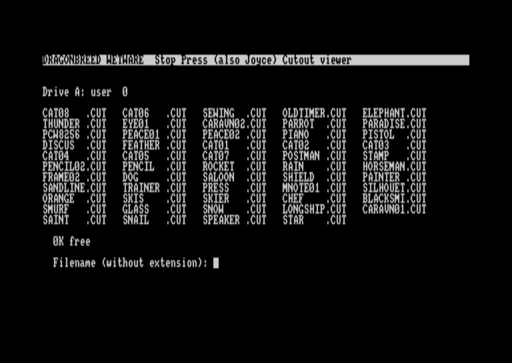 DRAGONBREED WETWARE  Stop Press (also Joyce) Cutout viewer
Drive A: user  0
CAT08   .CUT  CAT06   .CUT  SEWING  .CUT  OLDTIMER.CUT  ELEPHANT.CUT
THUNDER .CUT  EYE01   .CUT  CARAVN02.CUT  PARROT  .CUT  PARADISE.CUT
PCW8256 .CUT  PEACE01 .CUT  PEACE02 .CUT  PIANO   .CUT  PISTOL  .CUT
DISCUS  .CUT  FEATHER .CUT  CAT01   .CUT  CAT02   .CUT  CAT03   .CUT
CAT04   .CUT  CAT05   .CUT  CAT07   .CUT  POSTMAN .CUT  STAMP   .CUT
PENCIL02.CUT  PENCIL  .CUT  ROCKET  .CUT  RAIN    .CUT  HORSEMAN.CUT
FRAME02 .CUT  DOG     .CUT  SALOON  .CUT  SHIELD  .CUT  PAINTER .CUT
SANDLINE.CUT  TRAINER .CUT  PRESS   .CUT  MNOTE01 .CUT  SILHOUET.CUT
ORANGE  .CUT  SKIS    .CUT  SKIER   .CUT  CHEF    .CUT  BLACKSMI.CUT
SMURF   .CUT  GLASS   .CUT  SNOW    .CUT  LONGSHIP.CUT  CARAVN01.CUT
SAINT   .CUT  SNAIL   .CUT  SPEAKER .CUT  STAR    .CUT
0K free
Filename (without extension):